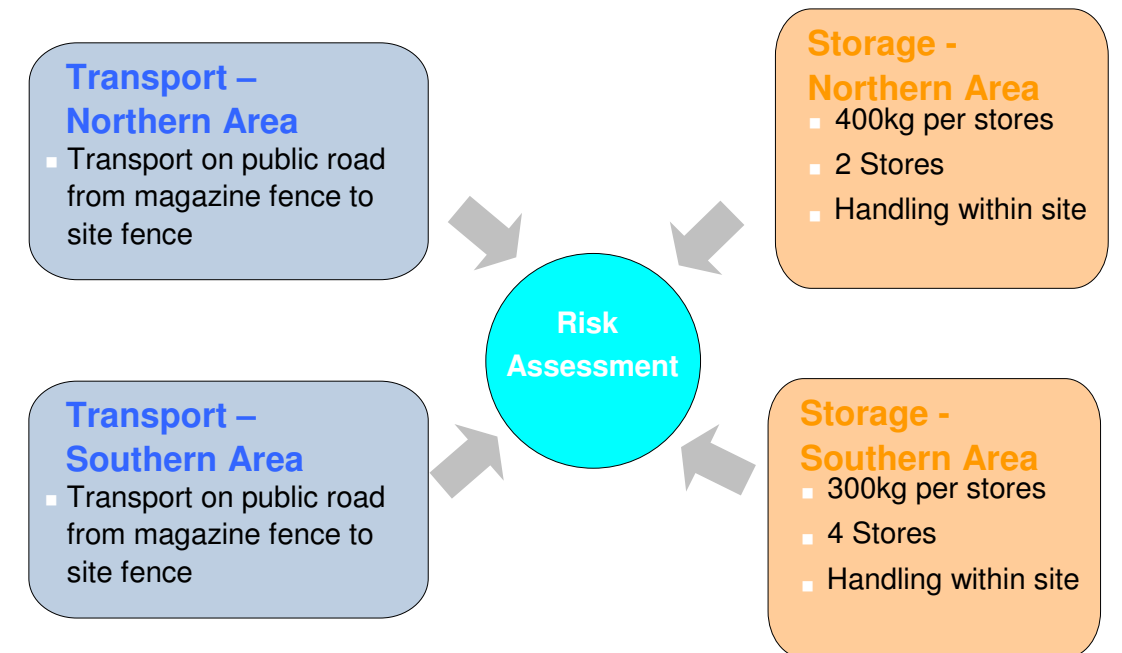 Transport –
Northern Area
Transport on public road
from magazine fence to
site fence
Storage -
Northern Area
400kg per stores
2 Stores
Handling within site
Risk
Assessment
Transport –
Southern Area
Transport on public road
from magazine fence to
site fence
Storage -
Southern Area
300kg per stores
4 Stores
Handling within site